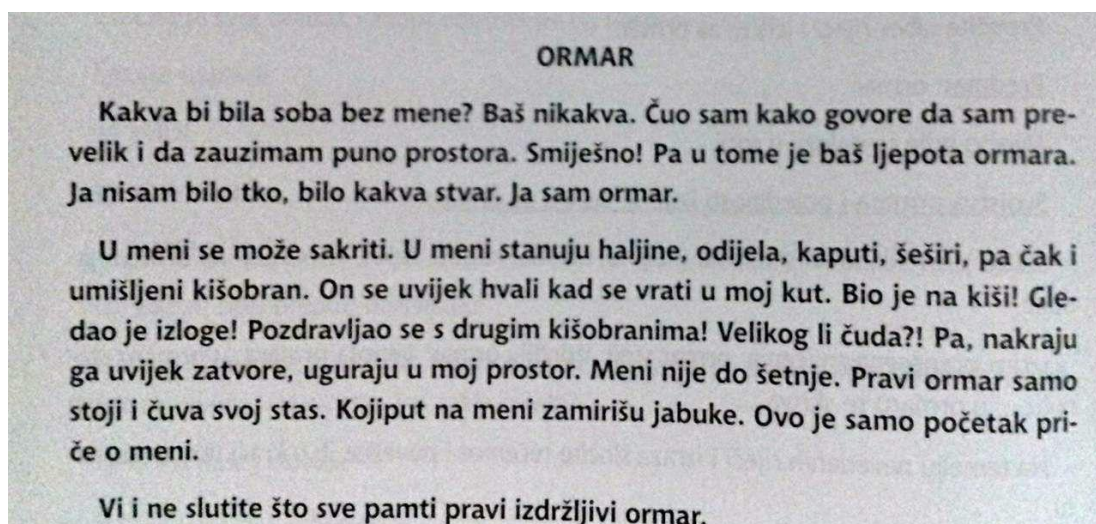 ORMAR
Kakva bi bila soba bez mene? Baš nikakva. Čuo sam kako govore da sam pre-
velik i da zauzimam puno prostora. Smiješno! Pa u tome je baš ljepota ormara.
Ja nisam bilo tko, bilo kakva stvar. Ja sam ormar.
U meni se može sakriti. U meni stanuju haljine, odijela, kaputi, šeširi, pa čak i
umišljeni kišobran. On se uvijek hvali kad se vrati u moj kut. Bio je na kiši! Gle-
dao je izloge! Pozdravljao se s drugim kišobranima! Velikog li čuda?! Pa, nakraju
ga uvijek zatvore, uguraju u moj prostor. Meni nije do šetnje. Pravi ormar samo
stoji i čuva svoj stas. Kojiput na meni zamirišu jabuke. Ovo je samo početak pri-
če o meni.
Vi i ne slutite što sve pamti pravi izdržljivi ormar.